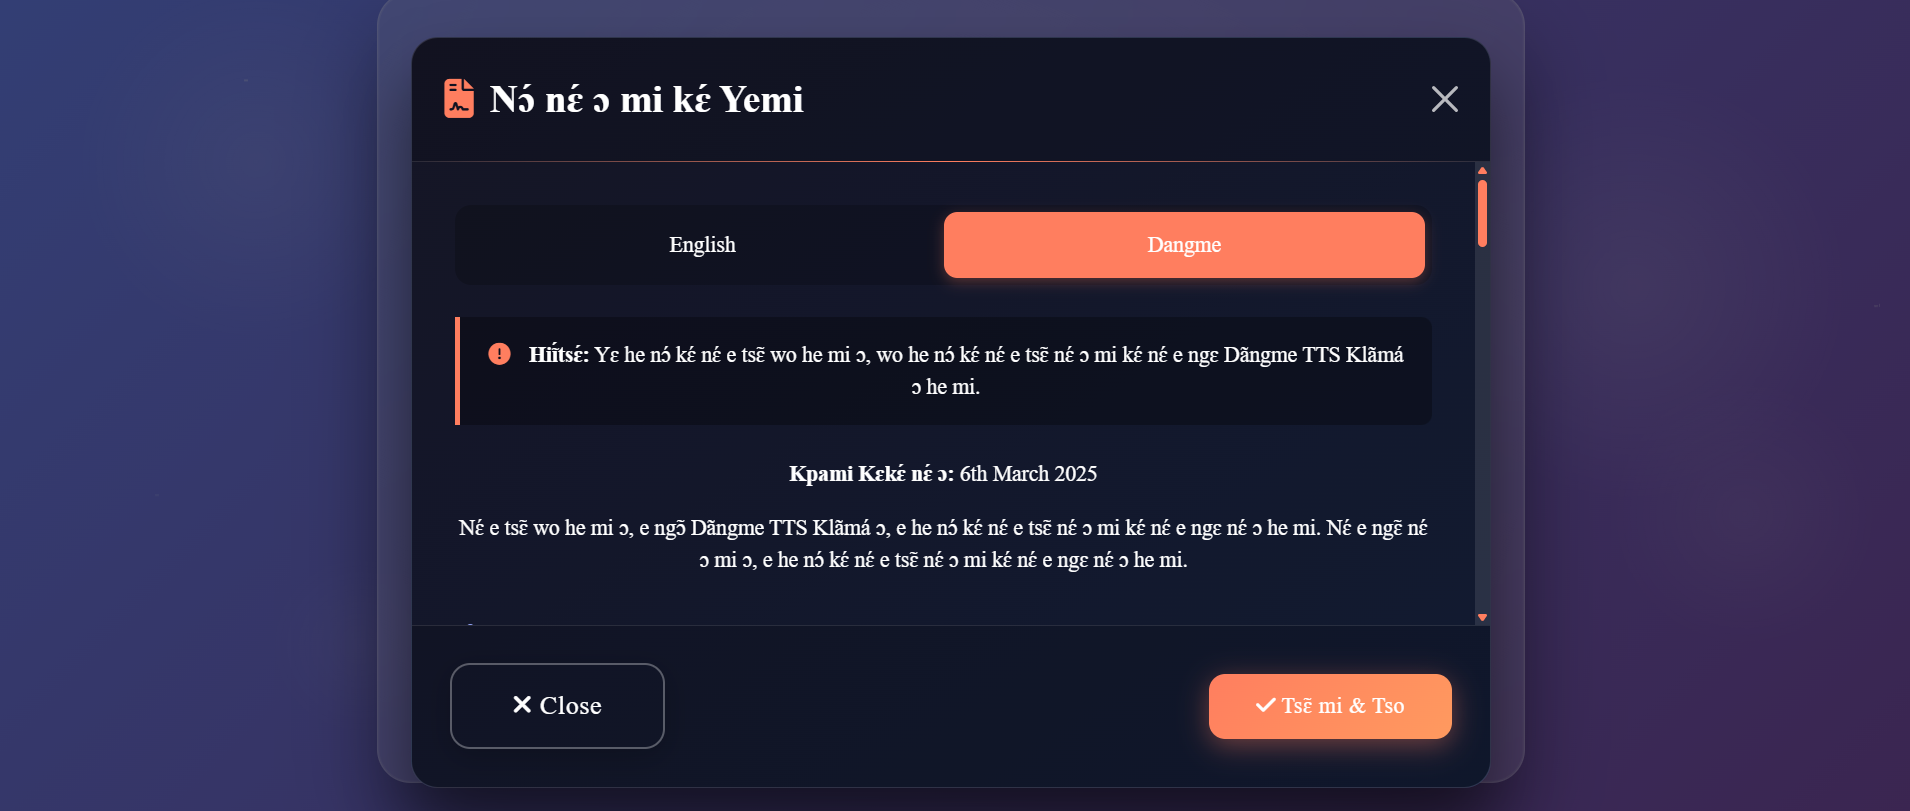 Nɔ́ nɛ́ ɔ mi kɛ́ Yemi
English
Dangme
Hiı̃́tsɛ́: Yɛ he nɔ́ kɛ́ nɛ́ e tsɛ̃ wo he mi ɔ, wo he nɔ́ kɛ́ nɛ́ e tsɛ̃ nɛ́ ɔ mi kɛ́ nɛ́ e ngɛ Dãngme TTS Klãmá
ɔ he mi.
Kpami Kɛkɛ́ nɛ́ ɔ: 6th March 2025
Nɛ́ e tsɛ̃ wo he mi ɔ, e ngɔ̃ Dãngme TTS Klãmá ɔ, e he nɔ́ kɛ́ nɛ́ e tsɛ̃ nɛ́ ɔ mi kɛ́ nɛ́ e ngɛ nɛ́ ɔ he mi. Nɛ́ e ngɛ̃ nɛ́
ɔ mi ɔ, e he nɔ́ kɛ́ nɛ́ e tsɛ̃ nɛ́ ɔ mi kɛ́ nɛ́ e ngɛ nɛ́ ɔ he mi.
Close
Tsɛ̃ mi & Tso